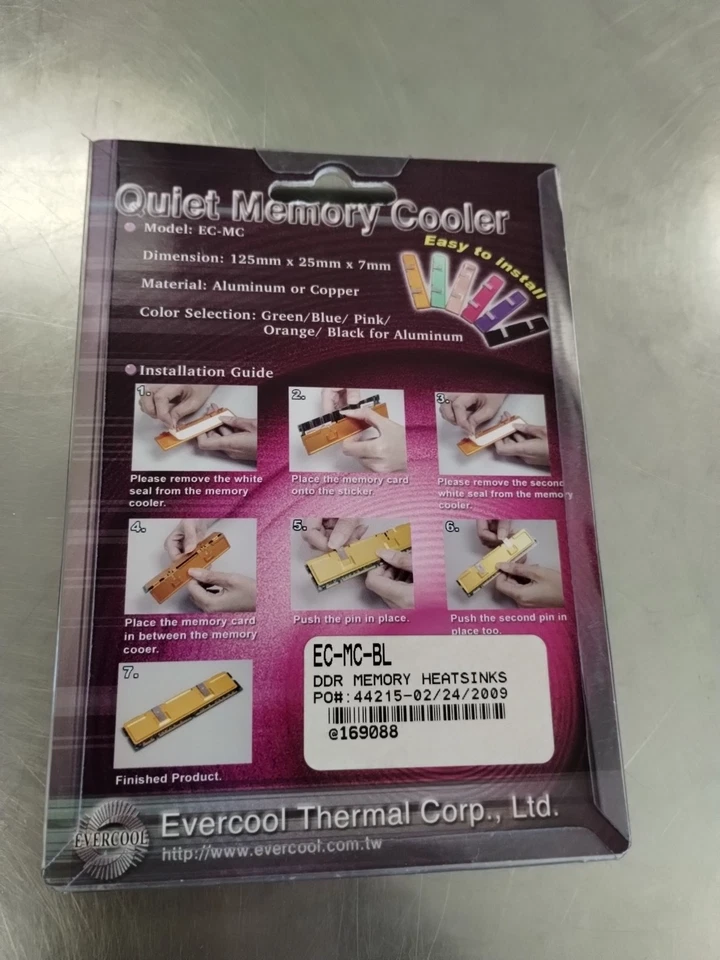 Quiet Memory Cooler
Model: EC-MC
Easy to install
Dimension: 125mm x 25mm x 7mm
Material: Aluminum or Copper
Color Selection: Green/Blue/ Pink/
Orange/ Black for Aluminum
Installation Guide
1.
Please remove the white
seal from the memory
cooler.
2.
Place the memory card
onto the sticker
3.
Please remove the second
white seal from the memory
cooler.
4.
Place the memory card
in between the memory
cooer.
5.
Push the pin in place.
6.
Push the second pin in
place too.
7.
Finished Product.
EC-MC-BL
DDR MEMORY HEATSINKS
PO#:44215-02/24/2009
@169088
EVERCOOL
Evercool Thermal Corp., Ltd.
http://www.evercool.com.tw